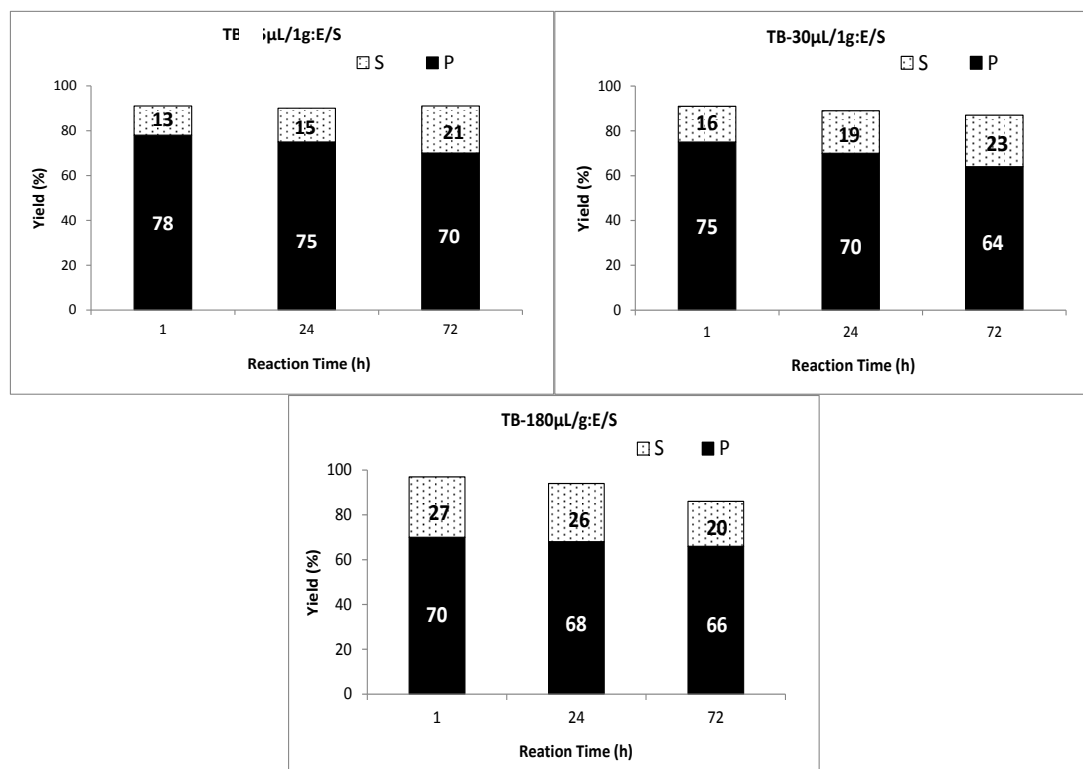 TB 5µL/1g:E/S
S P
100
80
60
40
20
0
Yield (%)
13 15 21
78 75 70
1 24 72
Reaction Time (h)
TB-30µL/1g:E/S
S P
100
80
60
40
20
0
Yield (%)
16 19 23
75 70 64
1 24 72
Reaction Time (h)
TB-180µL/g:E/S
S P
100
80
60
40
20
0
Yield (%)
27 26 20
70 68 66
1 24 72
Reation Time (h)